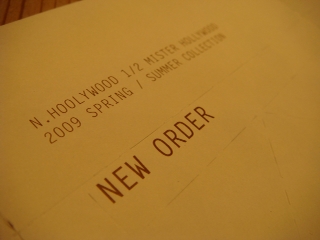 N.HOOLYWOOD 1/2 MISTER HOLLYWOOD
2009 SPRING / SUMMER COLLECTION
NEW ORDER